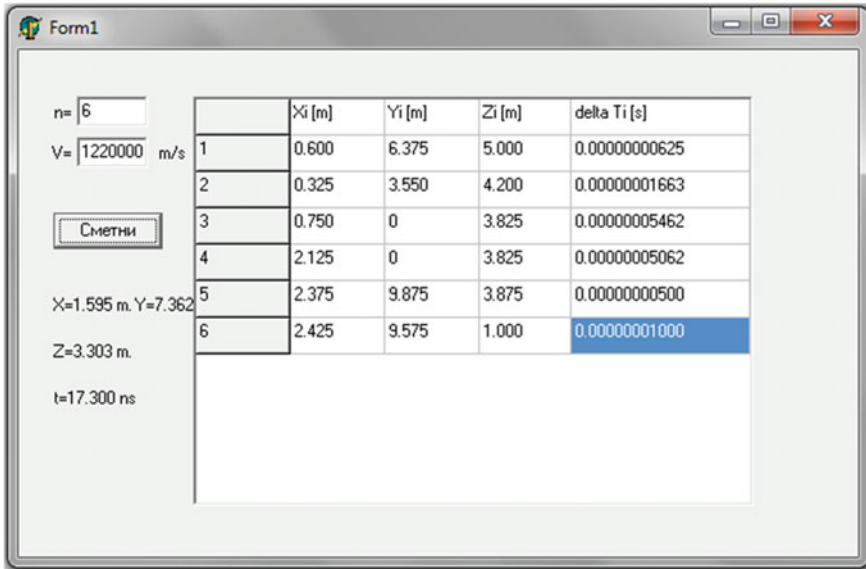 Form1
n= 6
V= 1220000 m/s
Сметни
X=1.595 m. Y=7.362
Z=3.303 m.
t=17.300 ns
Xi [m] Yi [m] Zi [m] delta Ti [s]
1 0.600 6.375 5.000 0.00000000625
2 0.325 3.550 4.200 0.00000001663
3 0.750 0 3.825 0.00000005462
4 2.125 0 3.825 0.00000005062
5 2.375 9.875 3.875 0.00000000500
6 2.425 9.575 1.000 0.00000001000